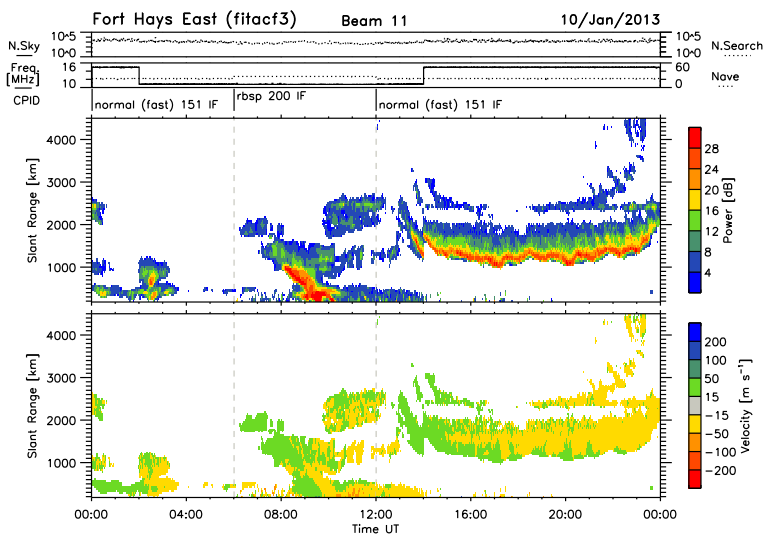 Fort Hays East (fitacf3) Beam 11 10/Jan/2013
N.Sky 10^5 10^0 10^5 10^0 N.Search
Freq. [MHz] 16 10 60 0 Nave
CPID normal (fast) 151 IF rbsp 200 IF normal (fast) 151 IF
Slant Range [km]
4000
3000
2000
1000
Power [dB]
28
24
20
16
12
8
4
Slant Range [km]
4000
3000
2000
1000
Velocity [m s⁻¹]
200
100
50
15
-15
-50
-100
-200
00:00 04:00 08:00 12:00 16:00 20:00 00:00
Time UT